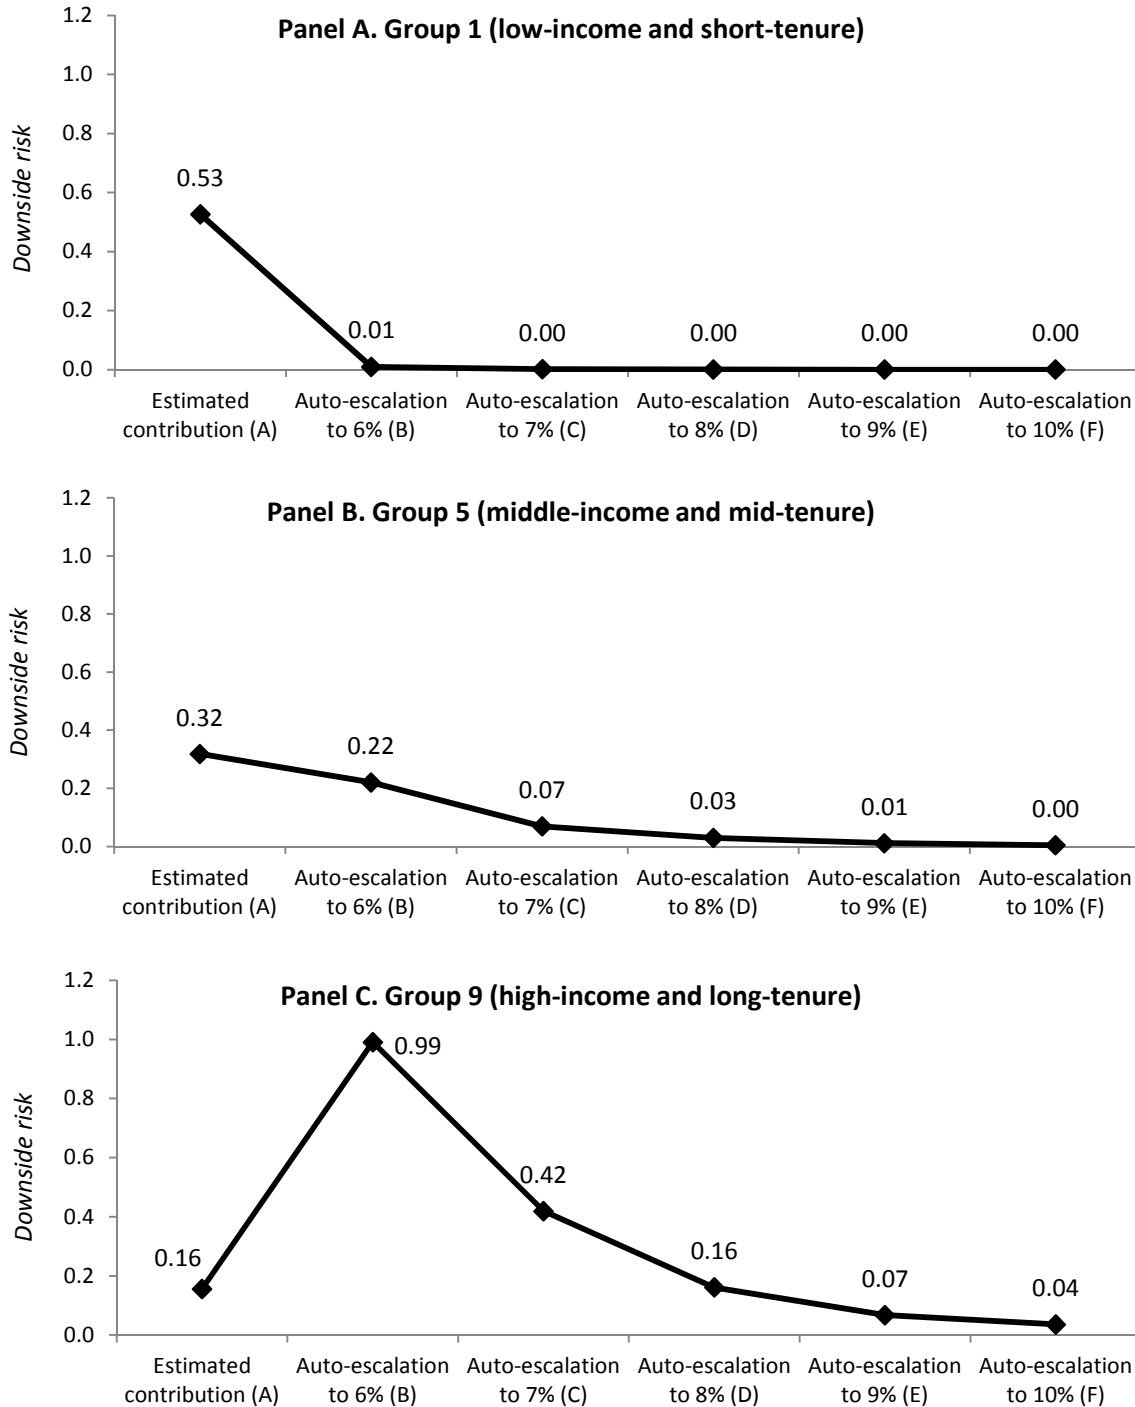 Panel A. Group 1 (low-income and short-tenure)
Downside risk
1.2
1.0
0.8
0.6
0.4
0.2
0.0
0.53
0.01
0.00
0.00
0.00
0.00
Estimated contribution (A)
Auto-escalation to 6% (B)
Auto-escalation to 7% (C)
Auto-escalation to 8% (D)
Auto-escalation to 9% (E)
Auto-escalation to 10% (F)
Panel B. Group 5 (middle-income and mid-tenure)
Downside risk
1.2
1.0
0.8
0.6
0.4
0.2
0.0
0.32
0.22
0.07
0.03
0.01
0.00
Estimated contribution (A)
Auto-escalation to 6% (B)
Auto-escalation to 7% (C)
Auto-escalation to 8% (D)
Auto-escalation to 9% (E)
Auto-escalation to 10% (F)
Panel C. Group 9 (high-income and long-tenure)
Downside risk
1.2
1.0
0.8
0.6
0.4
0.2
0.0
0.16
0.99
0.42
0.16
0.07
0.04
Estimated contribution (A)
Auto-escalation to 6% (B)
Auto-escalation to 7% (C)
Auto-escalation to 8% (D)
Auto-escalation to 9% (E)
Auto-escalation to 10% (F)